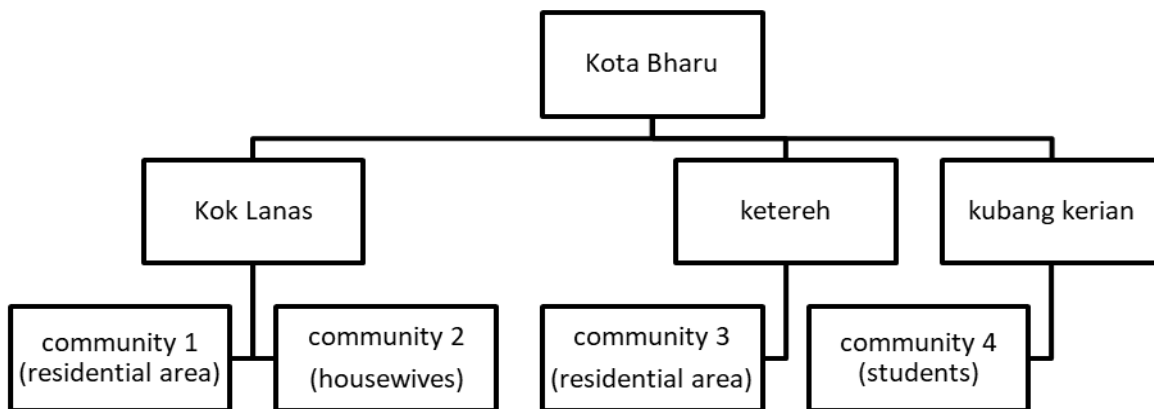 Kota Bharu
Kok Lanas
ketereh
kubang kerian
community 1
(residential area)
community 2
(housewives)
community 3
(residential area)
community 4
(students)